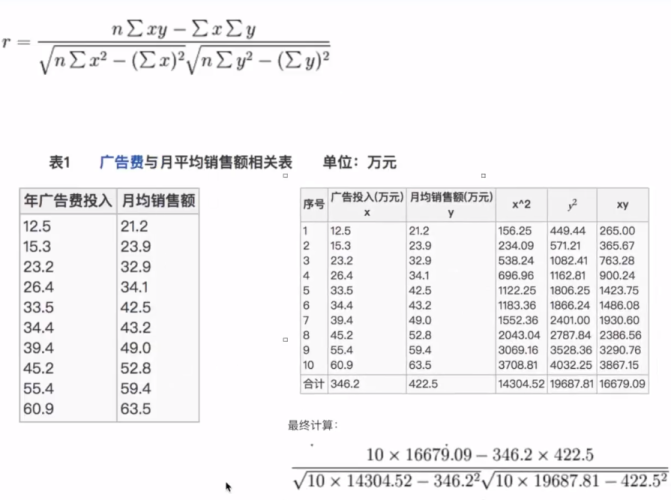 r = \frac{n\sum xy - \sum x \sum y}{\sqrt{n\sum x^2 - (\sum x)^2}\sqrt{n\sum y^2 - (\sum y)^2}}
表1 广告费与月平均销售额相关表 单位：万元
年广告费投入 月均销售额
12.5 21.2
15.3 23.9
23.2 32.9
26.4 34.1
33.5 42.5
34.4 43.2
39.4 49.0
45.2 52.8
55.4 59.4
60.9 63.5
序号 广告投入(万元) x 月均销售额(万元) y x^2 y² xy
1 12.5 21.2 156.25 449.44 265.00
2 15.3 23.9 234.09 571.21 365.67
3 23.2 32.9 538.24 1082.41 763.28
4 26.4 34.1 696.96 1162.81 900.24
5 33.5 42.5 1122.25 1806.25 1423.75
6 34.4 43.2 1183.36 1866.24 1486.08
7 39.4 49.0 1552.36 2401.00 1930.60
8 45.2 52.8 2043.04 2787.84 2386.56
9 55.4 59.4 3069.16 3528.36 3290.76
10 60.9 63.5 3708.81 4032.25 3867.15
合计 346.2 422.5 14304.52 19687.81 16679.09
最终计算：
\frac{10 × 16679.09 − 346.2 × 422.5}{\sqrt{10 × 14304.52 − 346.2^2}\sqrt{10 × 19687.81 − 422.5^2}}